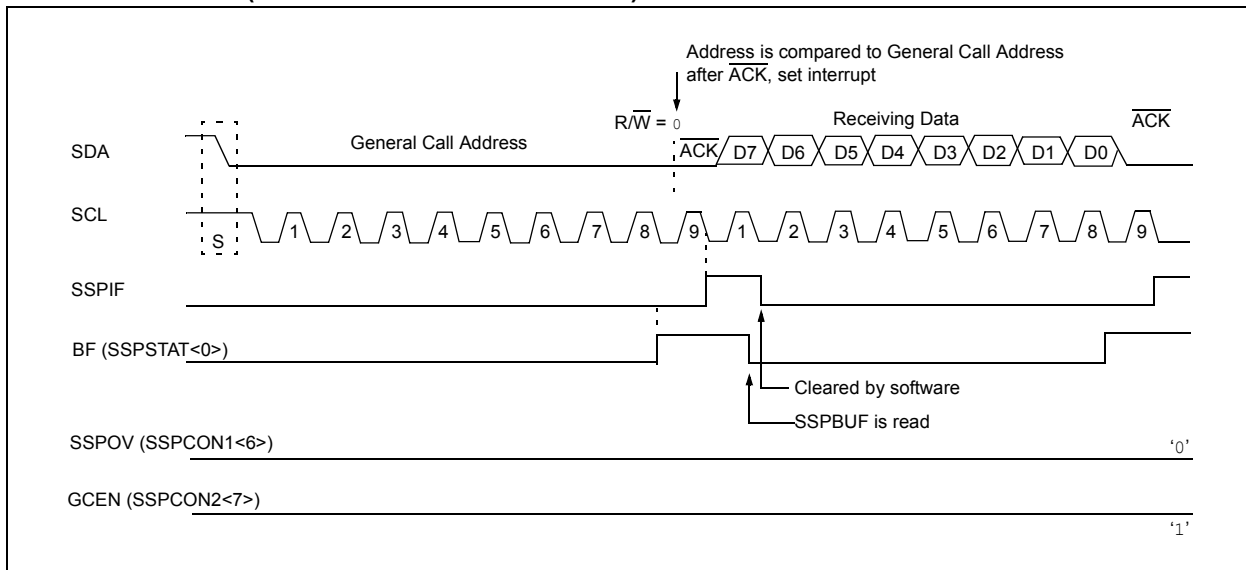 Address is compared to General Call Address
after ACK, set interrupt
R/W = 0
Receiving Data
ACK
SDA
General Call Address
ACK D7 D6 D5 D4 D3 D2 D1 D0
SCL
S
1 2 3 4 5 6 7 8 9 1 2 3 4 5 6 7 8 9
SSPIF
BF (SSPSTAT<0>)
Cleared by software
SSPBUF is read
SSPOV (SSPCON1<6>)
‘0’
GCEN (SSPCON2<7>)
‘1’